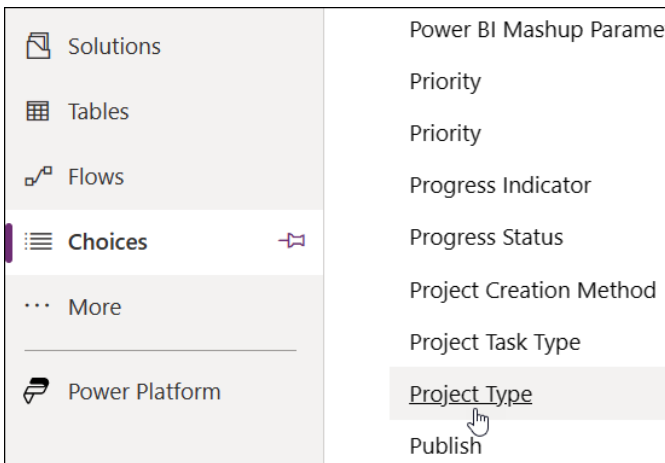 Solutions
Tables
Flows
Choices
More
Power Platform
Power BI Mashup Parame
Priority
Priority
Progress Indicator
Progress Status
Project Creation Method
Project Task Type
Project Type
Publish